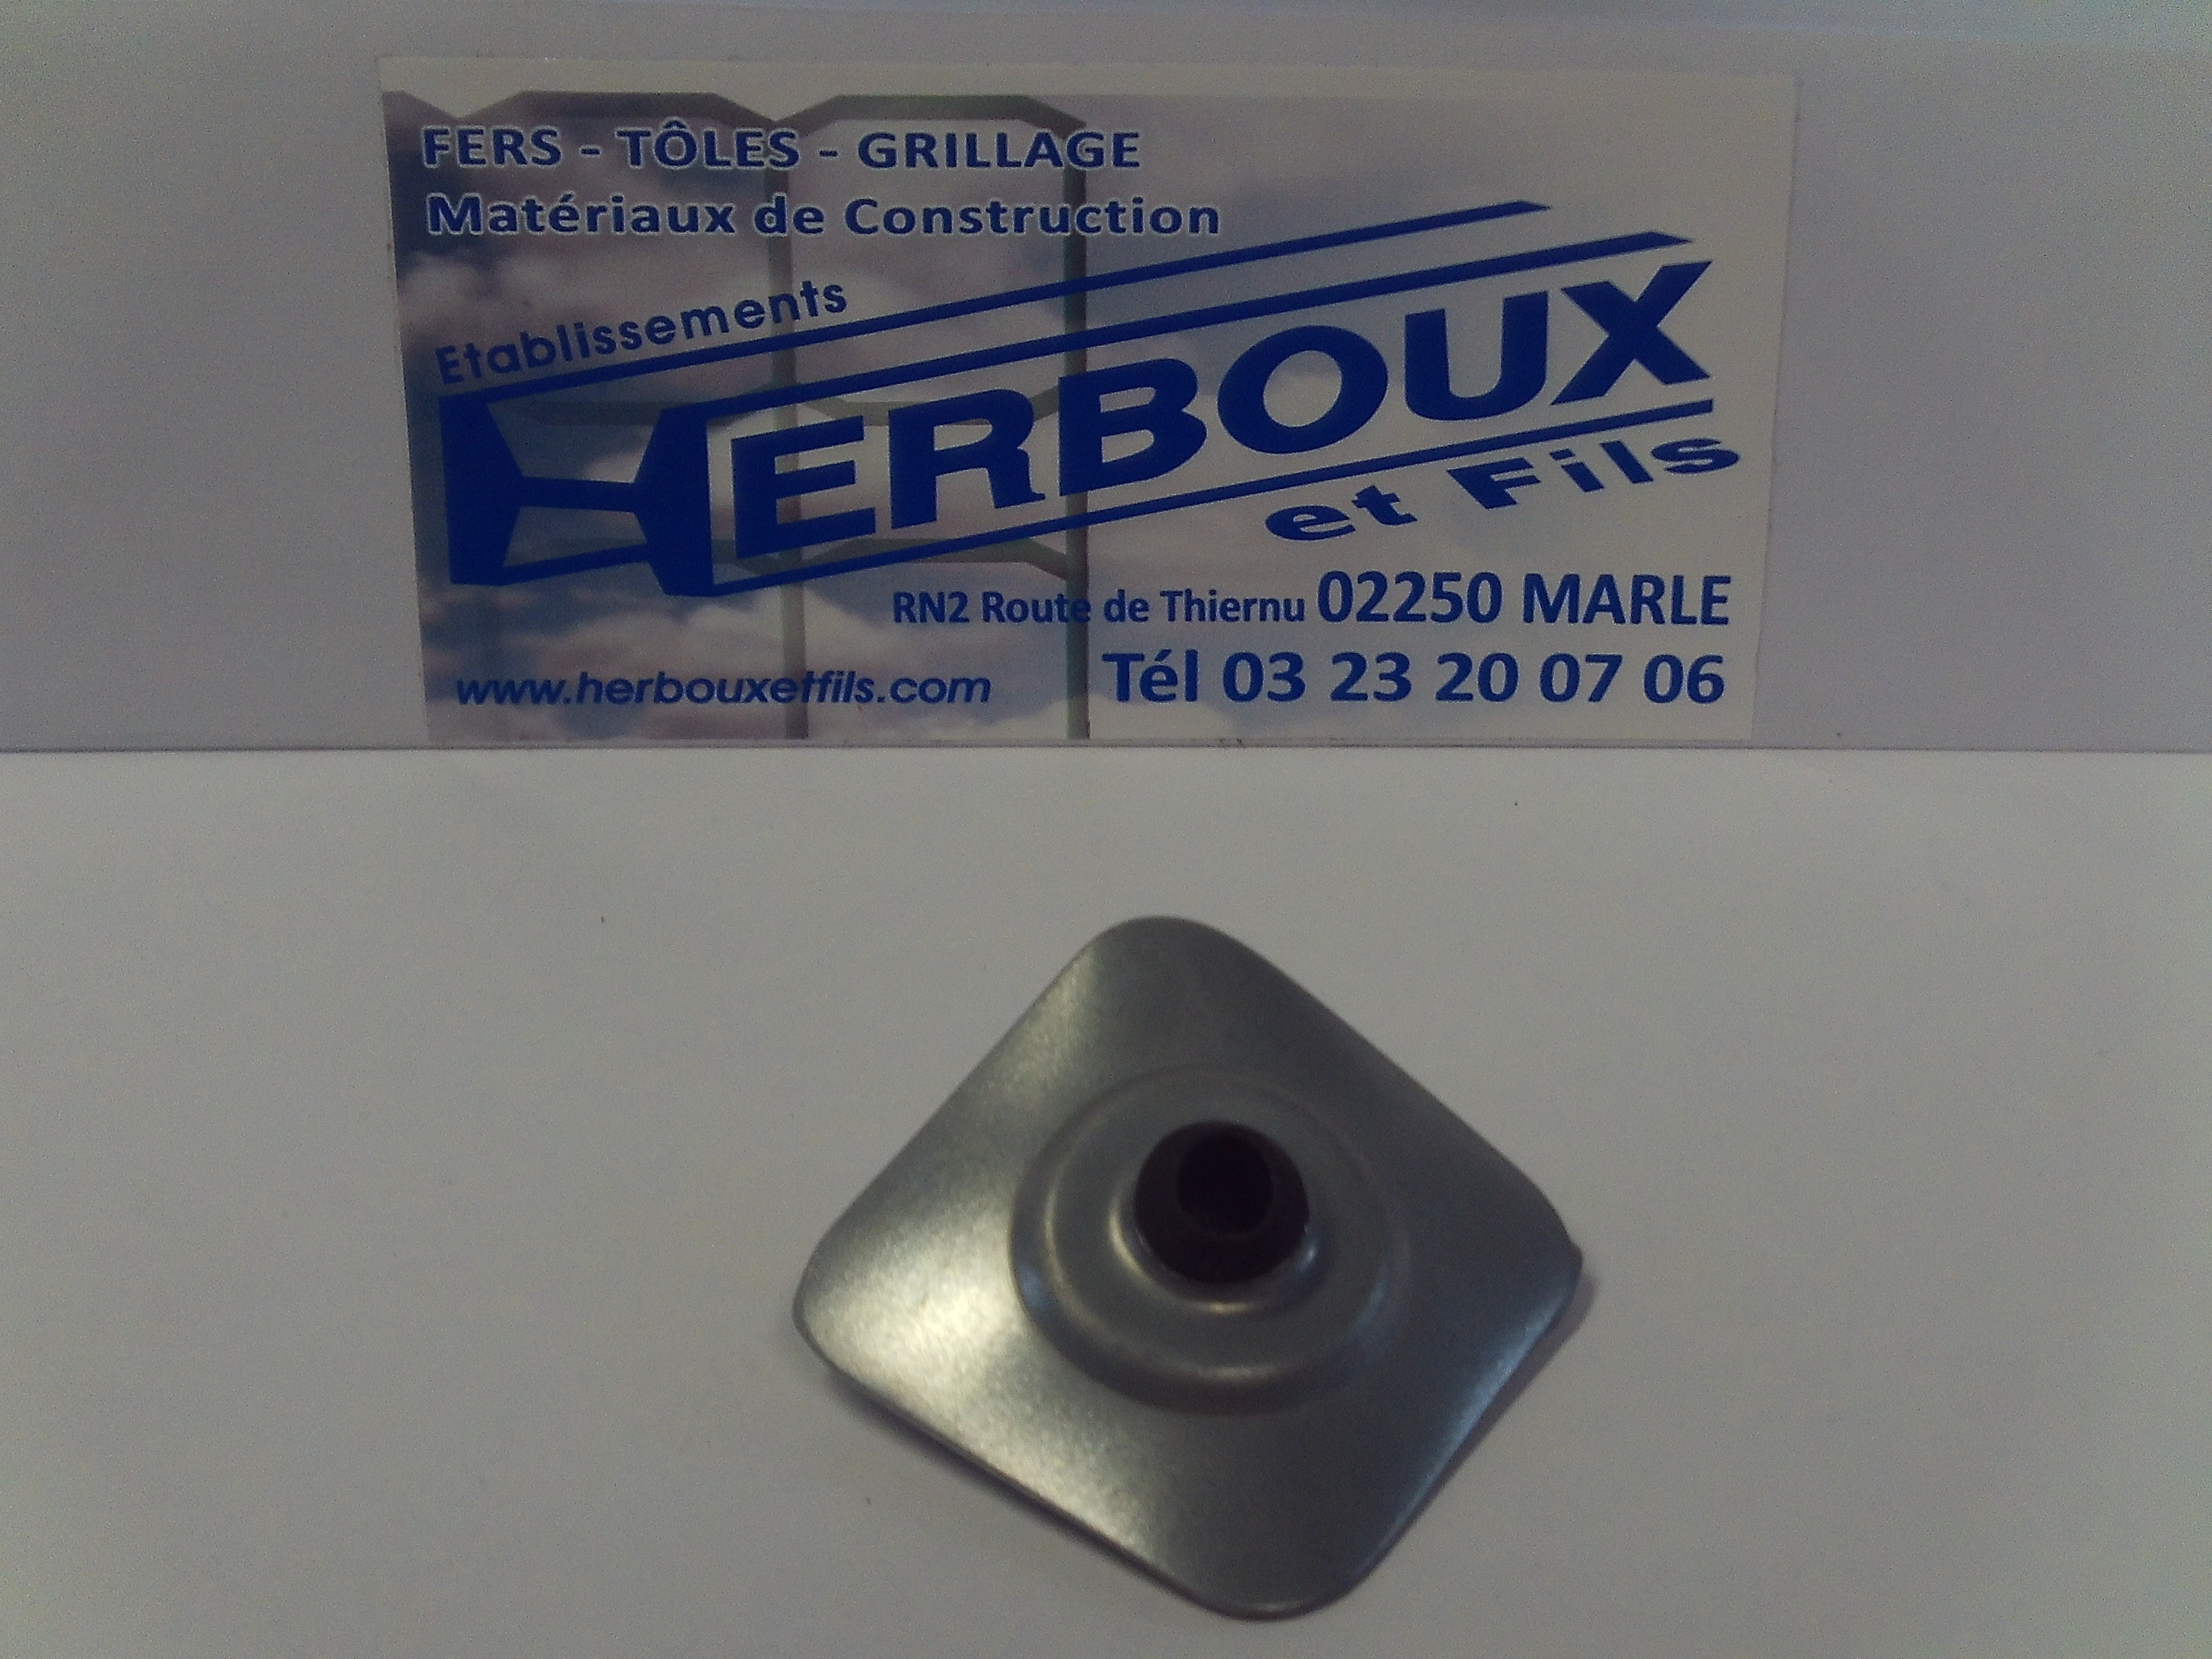 FERS - TÔLES - GRILLAGE
Matériaux de Construction
Etablissements
HERBOUX
et Fils
RN2 Route de Thiernu 02250 MARLE
www.herbouxetfils.com Tél 03 23 20 07 06